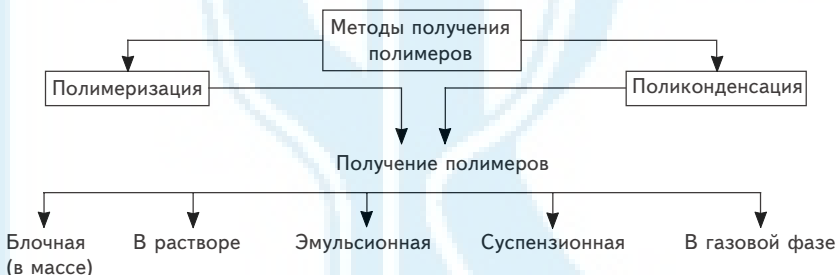 Методы получения
полимеров
Полимеризация
Поликонденсация
Получение полимеров
Блочная
(в массе)
В растворе
Эмульсионная
Суспензионная
В газовой фазе